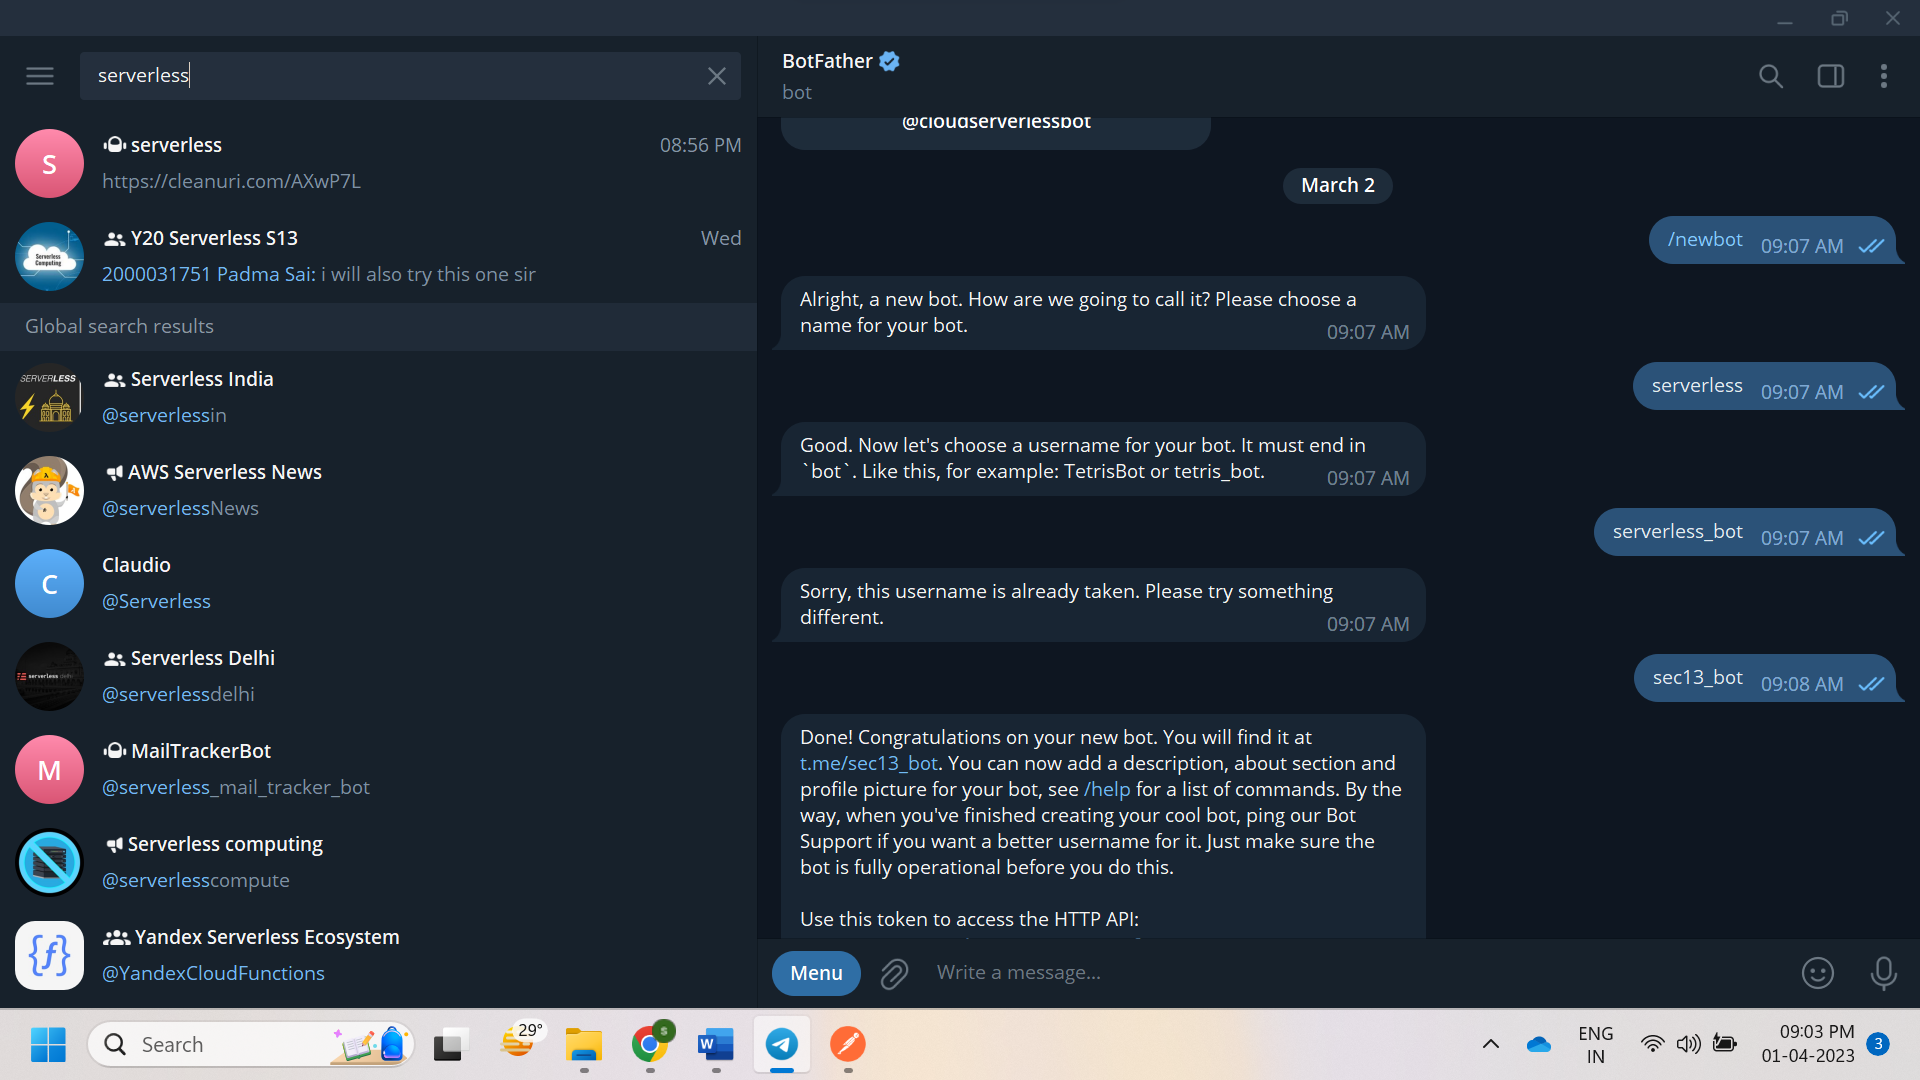 serverless
S
serverless
08:56 PM
https://cleanuri.com/AXwP7L
Serverless
Computing
Y20 Serverless S13
Wed
2000031751 Padma Sai: i will also try this one sir
Global search results
SERVERLESS
Serverless India
@serverlessin
AWS Serverless News
@serverlessNews
C
Claudio
@Serverless
serverless delhi
Serverless Delhi
@serverlessdelhi
M
MailTrackerBot
@serverless_mail_tracker_bot
Serverless computing
@serverlesscompute
{ƒ}
Yandex Serverless Ecosystem
@YandexCloudFunctions
BotFather
bot
@cloudserverlessbot
March 2
/newbot 09:07 AM
Alright, a new bot. How are we going to call it? Please choose a
name for your bot.
09:07 AM
serverless 09:07 AM
Good. Now let's choose a username for your bot. It must end in
`bot`. Like this, for example: TetrisBot or tetris_bot.
09:07 AM
serverless_bot 09:07 AM
Sorry, this username is already taken. Please try something
different.
09:07 AM
sec13_bot 09:08 AM
Done! Congratulations on your new bot. You will find it at
t.me/sec13_bot. You can now add a description, about section and
profile picture for your bot, see /help for a list of commands. By the
way, when you've finished creating your cool bot, ping our Bot
Support if you want a better username for it. Just make sure the
bot is fully operational before you do this.
Use this token to access the HTTP API:
Menu
Write a message...
Search
29°
S
W
ENG
IN
09:03 PM
01-04-2023
3